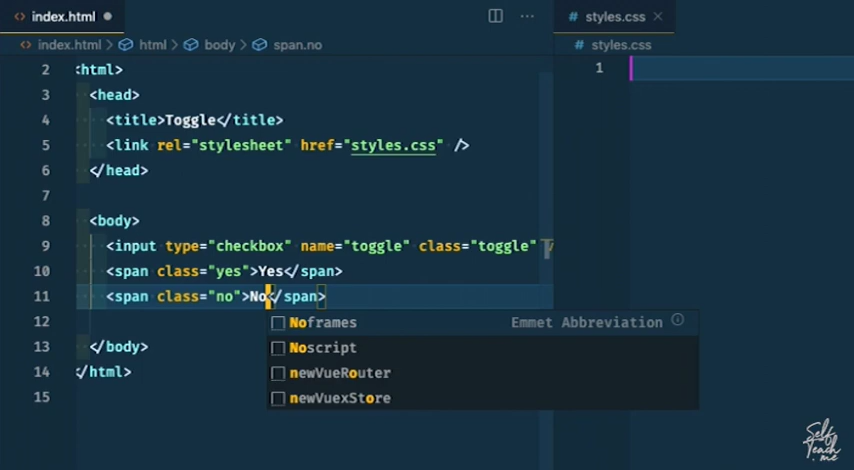 index.html
styles.css
index.html > html > body > span.no
styles.css
2 <html>
3 <head>
4 <title>Toggle</title>
5 <link rel="stylesheet" href="styles.css" />
6 </head>
7
8 <body>
9 <input type="checkbox" name="toggle" class="toggle" /
10 <span class="yes">Yes</span>
11 <span class="no">No</span>
12
13 </body>
14 </html>
15
1
Noframes Emmet Abbreviation
Noscript
newVueRouter
newVuexStore
Self
Teach
.me